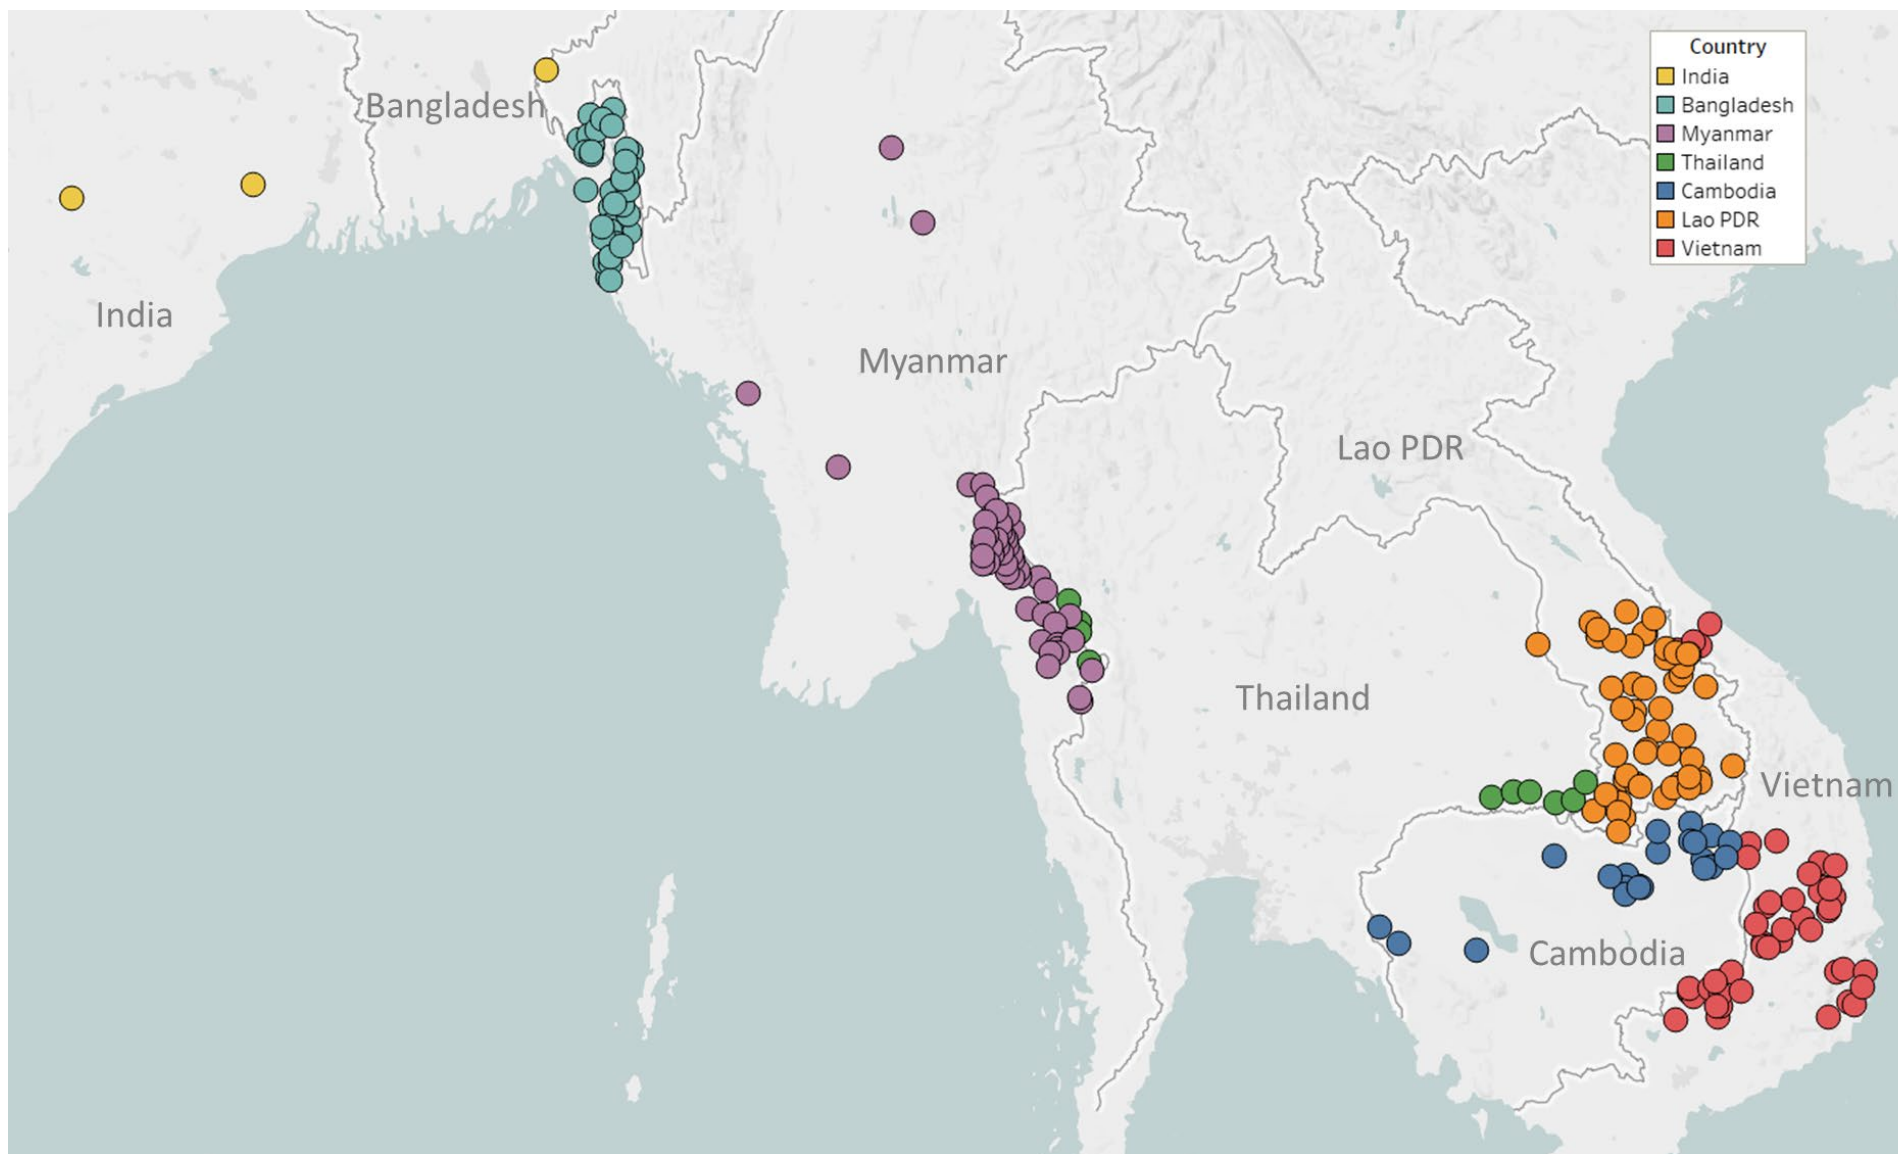 Country
India
Bangladesh
Myanmar
Thailand
Cambodia
Lao PDR
Vietnam
Bangladesh
India
Myanmar
Lao PDR
Thailand
Vietnam
Cambodia